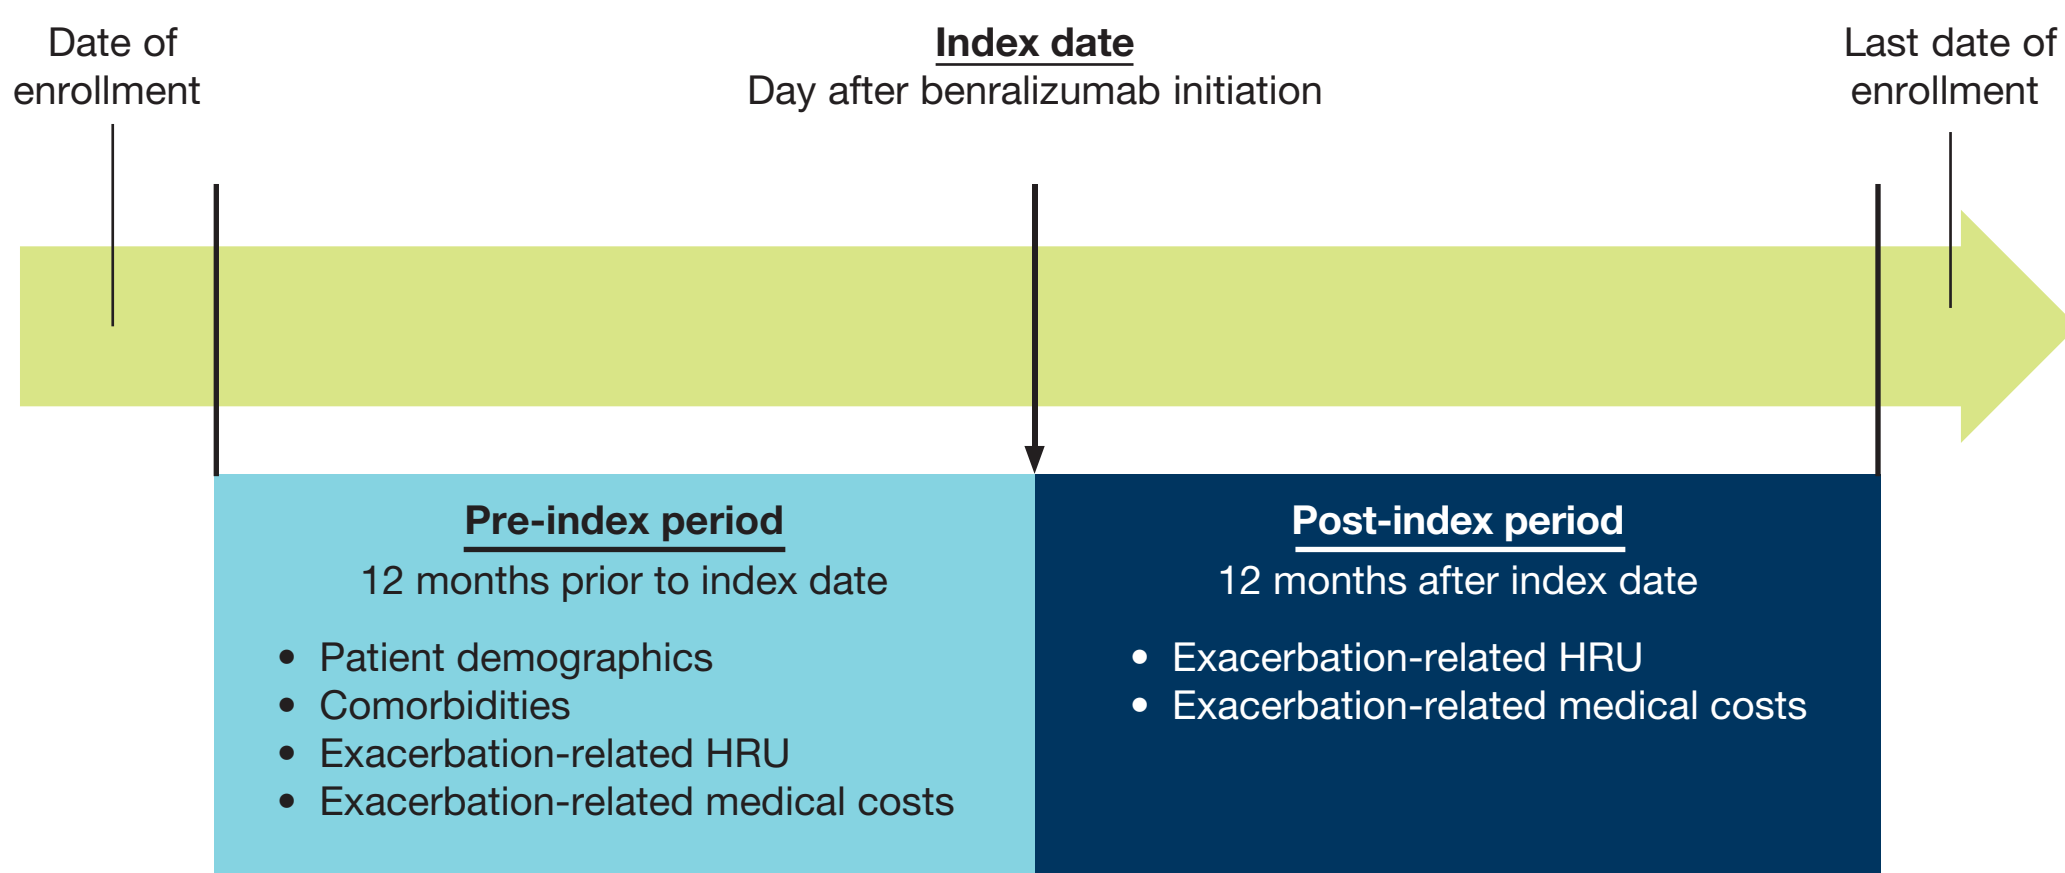 Date of
enrollment
Index date
Day after benralizumab initiation
Last date of
enrollment
Pre-index period
12 months prior to index date
• Patient demographics
• Comorbidities
• Exacerbation-related HRU
• Exacerbation-related medical costs
Post-index period
12 months after index date
• Exacerbation-related HRU
• Exacerbation-related medical costs